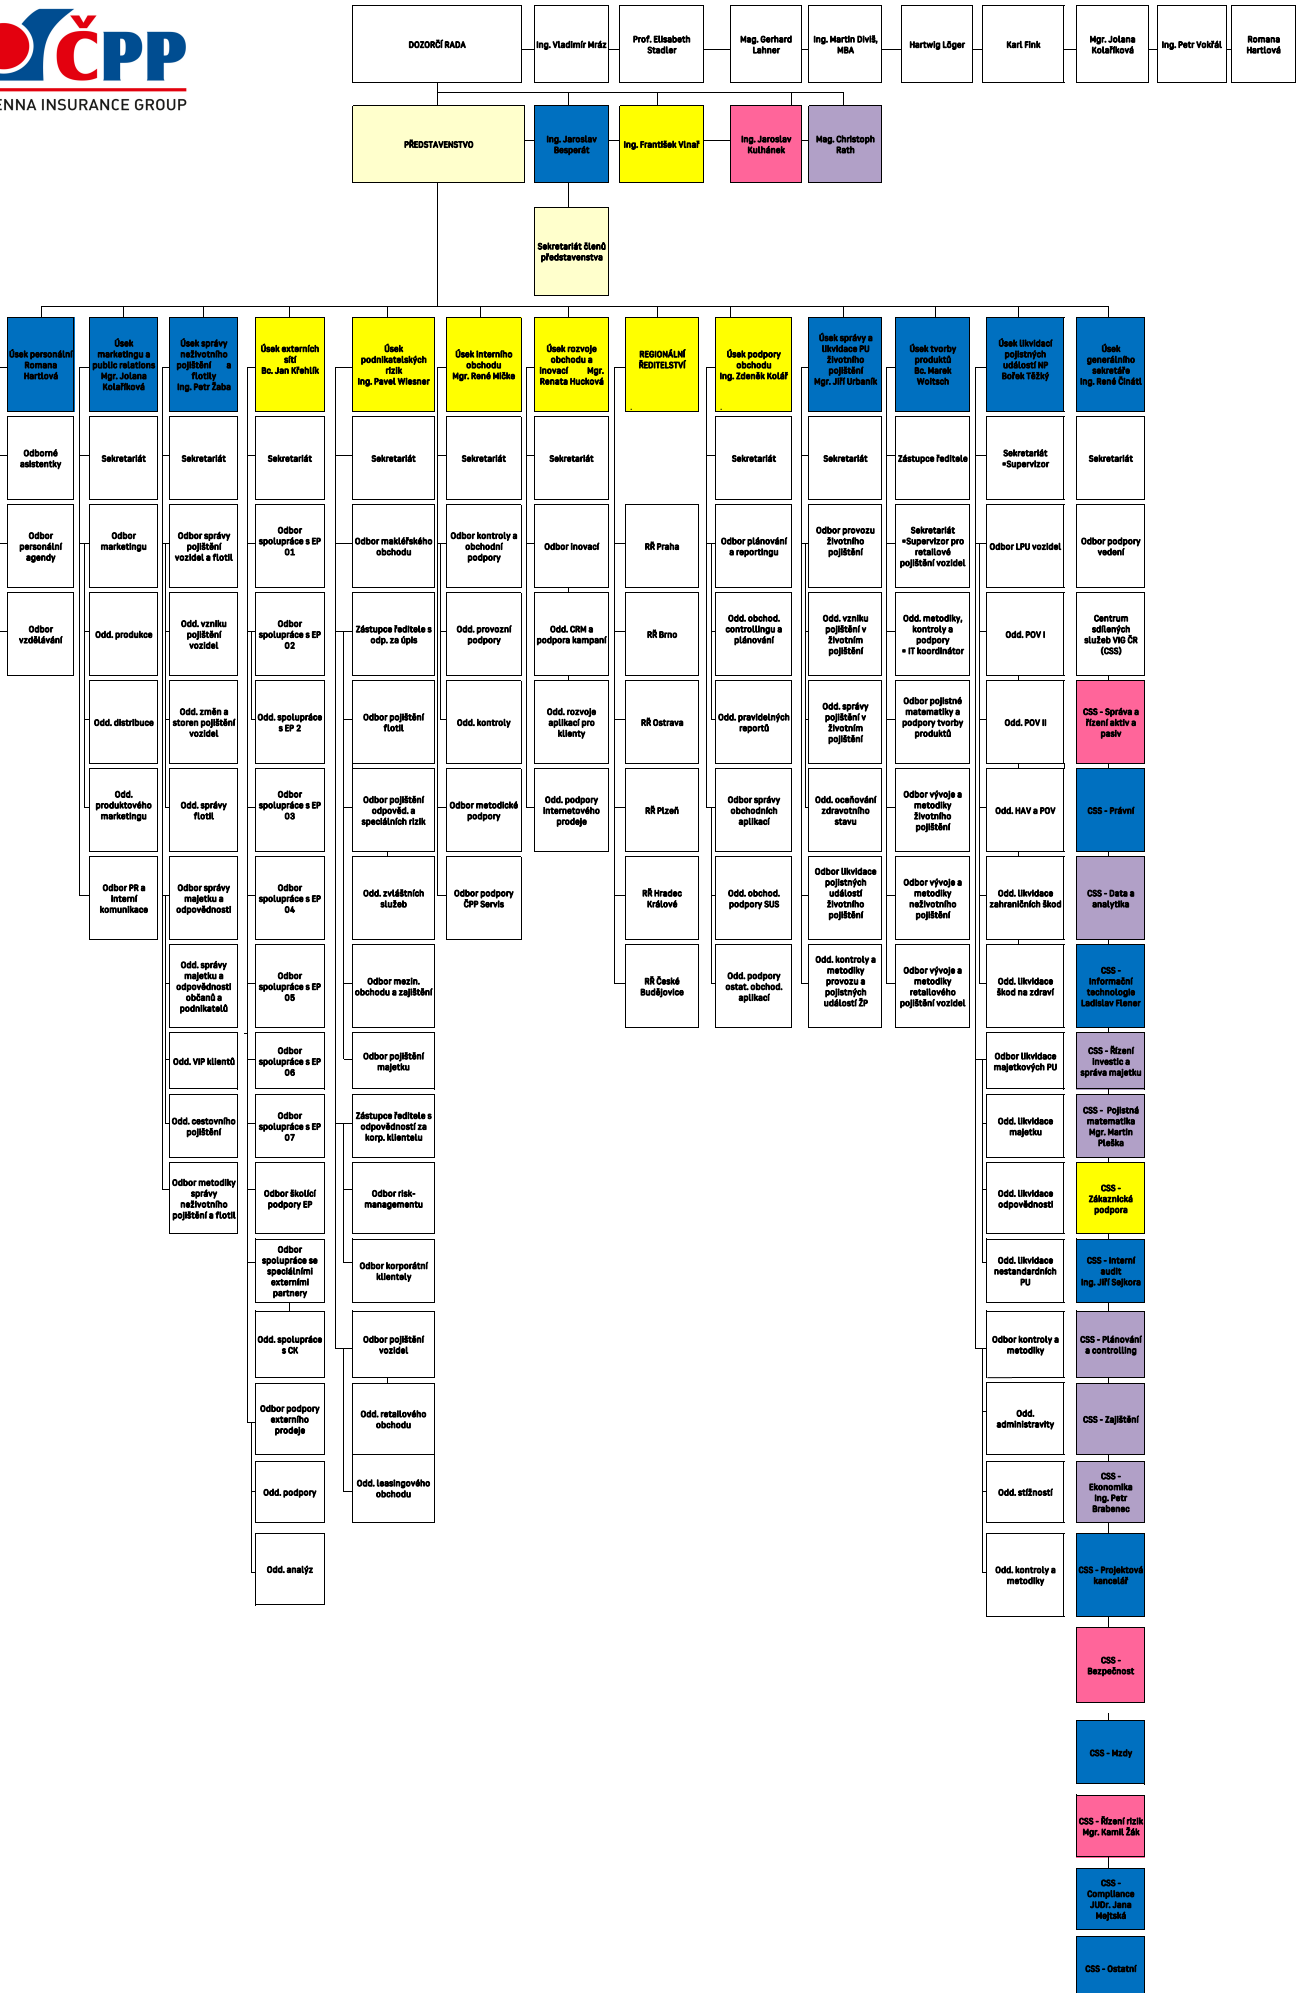 ČPP
ENNA INSURANCE GROUP
DOZORČÍ RADA
Ing. Vladimír Mráz
Prof. Elisabeth
Stadler
Mag. Gerhard
Lahner
Ing. Martin Diviš,
MBA
Hartwig Löger
Karl Fink
Mgr. Jolana
Kolaříková
Ing. Petr Vokřál
Romana
Hartlová
PŘEDSTAVENSTVO
Ing. Jaroslav
Besperát
Ing. František Vlnař
Ing. Jaroslav
Kulhánek
Mag. Christoph
Rath
Sekretariát členů
představenstva
Úsek personální
Romana
Hartlová
Úsek
marketingu a
public relations
Mgr. Jolana
Kolaříková
Úsek správy
neživotního
pojištění a
flotily
Ing. Petr Žaba
Úsek externích
sítí
Bc. Jan Křehlík
Úsek
podnikatelských
rizik
Ing. Pavel Wiesner
Úsek interního
obchodu
Mgr. René Mičke
Úsek rozvoje
obchodu a
inovací Mgr.
Renata Hucková
REGIONÁLNÍ
ŘEDITELSTVÍ
.
Úsek podpory
obchodu
Ing. Zdeněk Kolář
.
Úsek správy a
likvidace PU
životního
pojištění
Mgr. Jiří Urbaník
Úsek tvorby
produktů
Bc. Marek
Woitsch
Úsek likvidací
pojistných
událostí NP
Bořek Těžký
Úsek
generálního
sekretáře
Ing. René Činátl
Odborné
asistentky
Sekretariát
Sekretariát
Sekretariát
Sekretariát
Sekretariát
Sekretariát
Sekretariát
Sekretariát
Zástupce ředitele
Sekretariát
▪Supervizor
Sekretariát
Odbor
personální
agendy
Odbor
marketingu
Odbor správy
pojištění
vozidel a flotil
Odbor
spolupráce s EP
01
Odbor makléřského
obchodu
Odbor kontroly a
obchodní
podpory
Odbor inovací
RŘ Praha
Odbor plánování
a reportingu
Odbor provozu
životního
pojištění
Sekretariát
▪Supervizor pro
retailové
pojištění vozidel
Odbor LPU vozidel
Odbor podpory
vedení
Odbor
vzdělávání
Odd. produkce
Odd. vzniku
pojištění
vozidel
Odbor
spolupráce s EP
02
Zástupce ředitele s
odp. za úpis
Odd. provozní
podpory
Odd. CRM a
podpora kampaní
RŘ Brno
Odd. obchod.
controllingu a
plánování
Odd. vzniku
pojištění v
životním
pojištění
Odd. metodiky,
kontroly a
podpory
▪ IT koordinátor
Odd. POV I
Centrum
sdílených
služeb VIG ČR
(CSS)
Odd. distribuce
Odd. změn a
storen pojištění
vozidel
Odd. spolupráce
s EP 2
Odbor pojištění
flotil
Odd. kontroly
Odd. rozvoje
aplikací pro
klienty
RŘ Ostrava
Odd. pravidelných
reportů
Odd. správy
pojištění v
životním
pojištění
Odbor pojistné
matematiky a
podpory tvorby
produktů
Odd. POV II
CSS - Správa a
řízení aktiv a
pasiv
Odd.
produktového
marketingu
Odd. správy
flotil
Odbor
spolupráce s EP
03
Odbor pojištění
odpověd. a
speciálních rizik
Odbor metodické
podpory
Odd. podpory
internetového
prodeje
RŘ Plzeň
Odbor správy
obchodních
aplikací
Odd. oceňování
zdravotního
stavu
Odbor vývoje a
metodiky
životního
pojištění
Odd. HAV a POV
CSS - Právní
Odbor PR a
interní
komunikace
Odbor správy
majetku a
odpovědnosti
Odbor
spolupráce s EP
04
Odd. zvláštních
služeb
Odbor podpory
ČPP Servis
RŘ Hradec
Králové
Odd. obchod.
podpory SUS
Odbor likvidace
pojistných
událostí
životního
pojištění
Odbor vývoje a
metodiky
neživotního
pojištění
Odd. likvidace
zahraničních škod
CSS - Data a
analytika
Odd. správy
majetku a
odpovědnosti
občanů a
podnikatelů
Odbor
spolupráce s EP
05
Odbor mezin.
obchodu a zajištění
RŘ České
Budějovice
Odd. podpory
ostat. obchod.
aplikací
Odd. kontroly a
metodiky
provozu a
pojistných
událostí ŽP
Odbor vývoje a
metodiky
retailového
pojištění vozidel
Odd. likvidace
škod na zdraví
CSS -
Informační
technologie
Ladislav Flaner
Odd. VIP klientů
Odbor
spolupráce s EP
06
Odbor pojištění
majetku
Odbor likvidace
majetkových PU
CSS - Řízení
investic a
správa majetku
Odd. cestovního
pojištění
Odbor
spolupráce s EP
07
Zástupce ředitele s
odpovědností za
korp. klientelu
Odd. likvidace
majetku
CSS - Pojistná
matematika
Mgr. Martin
Pleška
Odbor metodiky
správy
neživotního
pojištění a flotil
Odbor školící
podpory EP
Odbor risk-
managementu
Odd. likvidace
odpovědnosti
CSS -
Zákaznická
podpora
Odbor
spolupráce se
speciálními
externími
partnery
Odbor korporátní
klientely
Odd. likvidace
nestandardních
PU
CSS - Interní
audit
Ing. Jiří Sejkora
Odd. spolupráce
s CK
Odbor pojištění
vozidel
Odbor kontroly a
metodiky
CSS - Plánování
a controlling
Odbor podpory
externího
prodeje
Odd. retailového
obchodu
Odd.
administravity
CSS - Zajištění
Odd. podpory
Odd. leasingového
obchodu
Odd. stížností
CSS -
Ekonomika
Ing. Petr
Brabenec
Odd. analýz
Odd. kontroly a
metodiky
CSS - Projektová
kancelář
CSS -
Bezpečnost
CSS - Mzdy
CSS - Řízení rizik
Mgr. Kamil Žák
CSS -
Compliance
JUDr. Jana
Mejtská
CSS - Ostatní